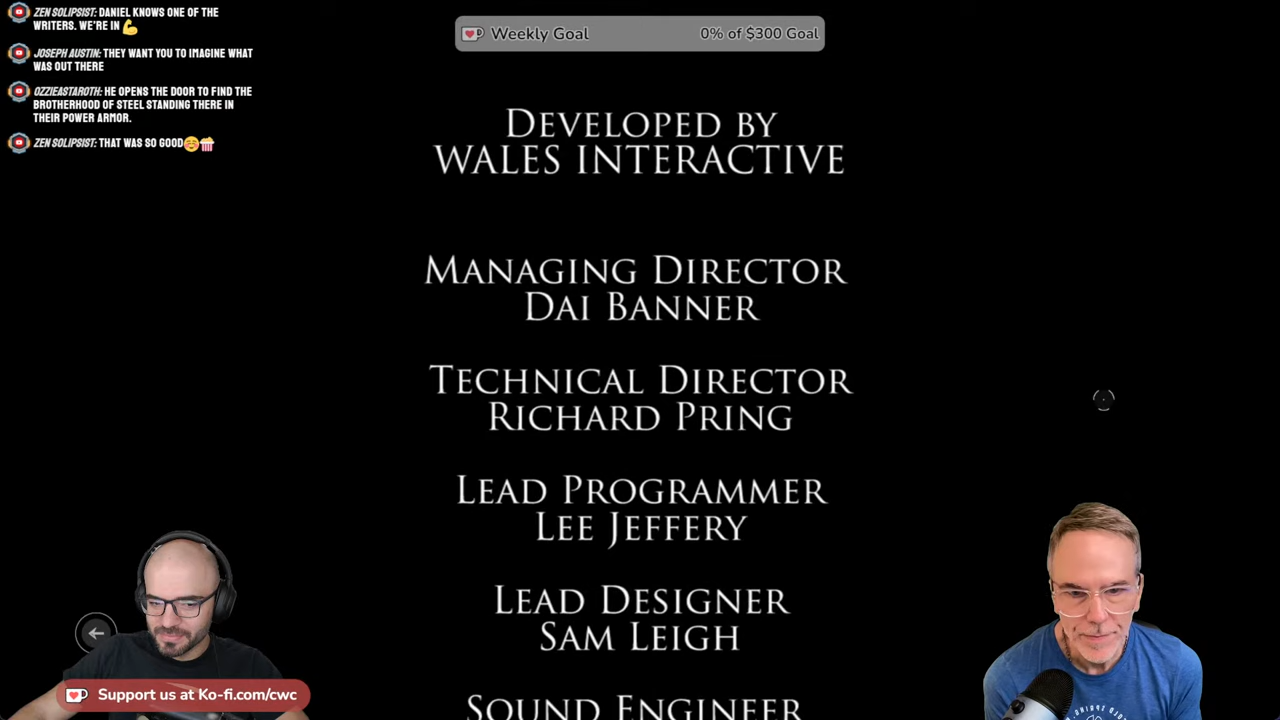 ZEN SOLIPSIST: DANIEL KNOWS ONE OF THE
WRITERS. WE'RE IN 💪
JOSEPH AUSTIN: THEY WANT YOU TO IMAGINE WHAT
WAS OUT THERE
OZZIEASTAROTH: HE OPENS THE DOOR TO FIND THE
BROTHERHOOD OF STEEL STANDING THERE IN
THEIR POWER ARMOR.
ZEN SOLIPSIST: THAT WAS SO GOOD☺️🍿
Weekly Goal 0% of $300 Goal
DEVELOPED BY
WALES INTERACTIVE
MANAGING DIRECTOR
DAI BANNER
TECHNICAL DIRECTOR
RICHARD PRING
LEAD PROGRAMMER
LEE JEFFERY
LEAD DESIGNER
SAM LEIGH
SOUND ENGINEER
Support us at Ko-fi.com/cwc